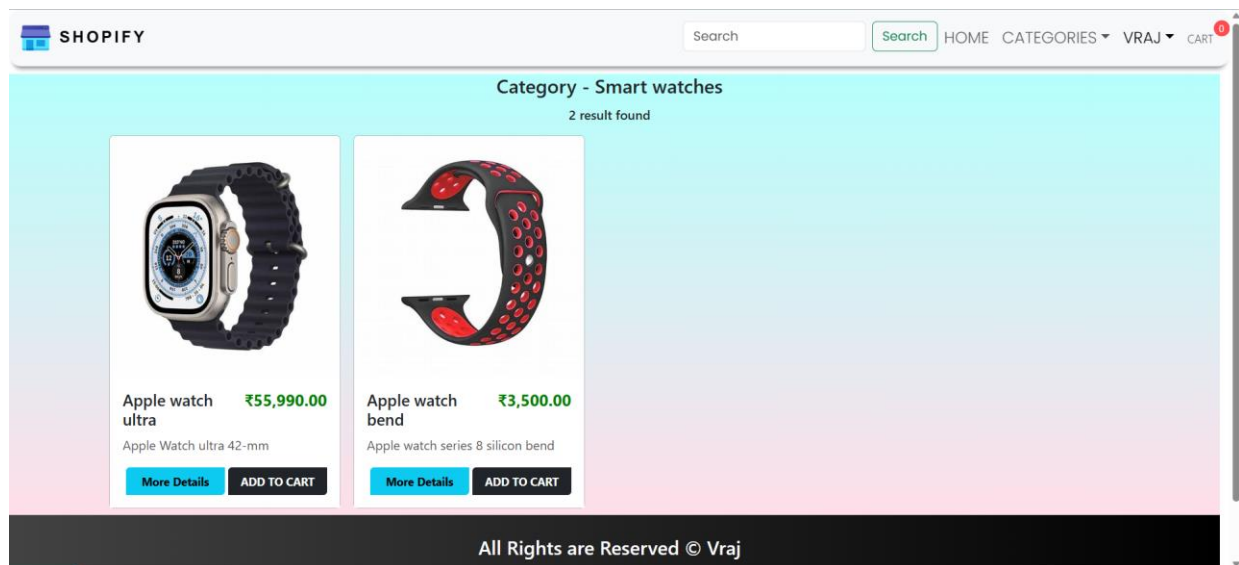 SHOPIFY
Search
Search
HOME
CATEGORIES
VRAJ
CART
0
Category - Smart watches
2 result found
Apple watch ultra
₹55,990.00
Apple Watch ultra 42-mm
More Details
ADD TO CART
Apple watch bend
₹3,500.00
Apple watch series 8 silicon bend
More Details
ADD TO CART
All Rights are Reserved © Vraj